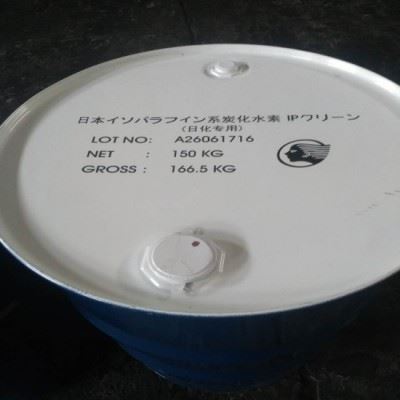 日本イソパラフイン系炭化水素 IPクリーン
(日化专用)
LOT NO: A26061716
NET : 150 KG
GROSS : 166.5 KG